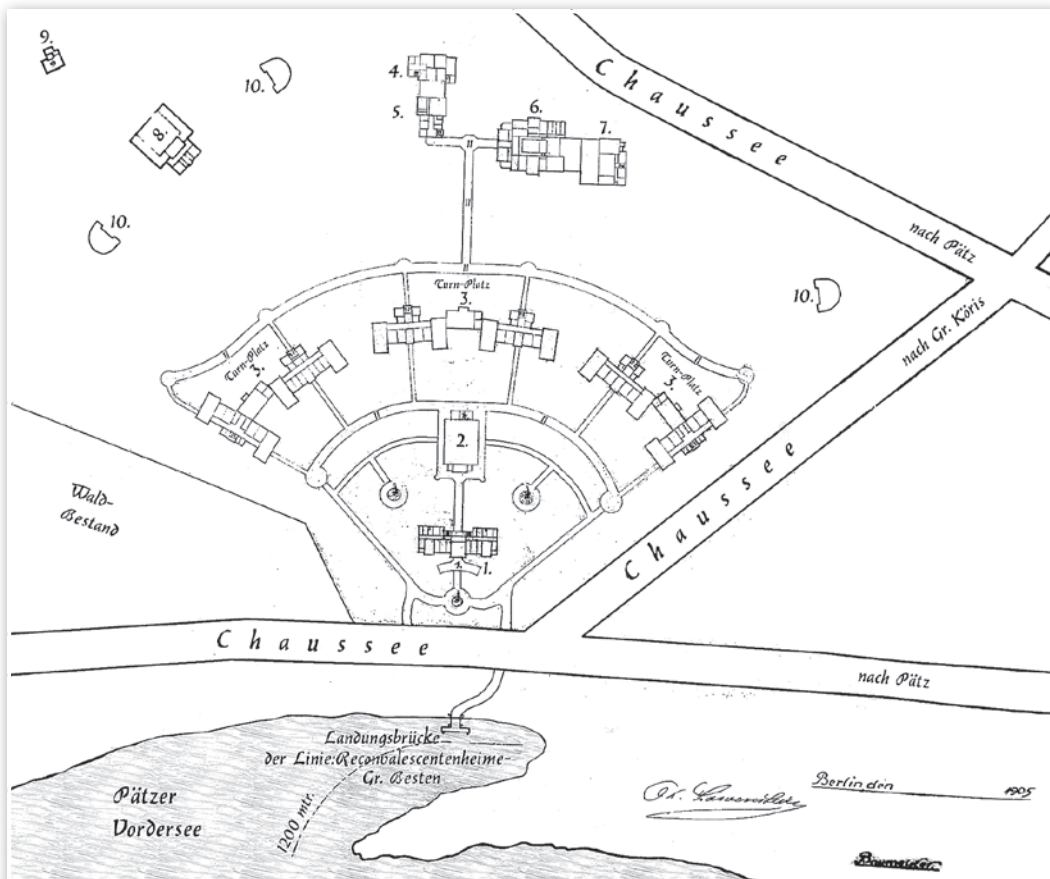 9.
10.
4.
5.
6.
7.
8.
10.
Chaussee
nach Pätz
nach Gr. Köris
10.
Turn-Platz
3.
Turn-Platz
3.
Turn-Platz
3.
2.
Wald-
Bestand
Chaussee
1.
Chaussee
nach Pätz
Landungsbrücke
der Linie: Reconvalescentenheime-
Gr. Besten
1200 mtr.
Pätzer
Vordersee
Berlin den 1905